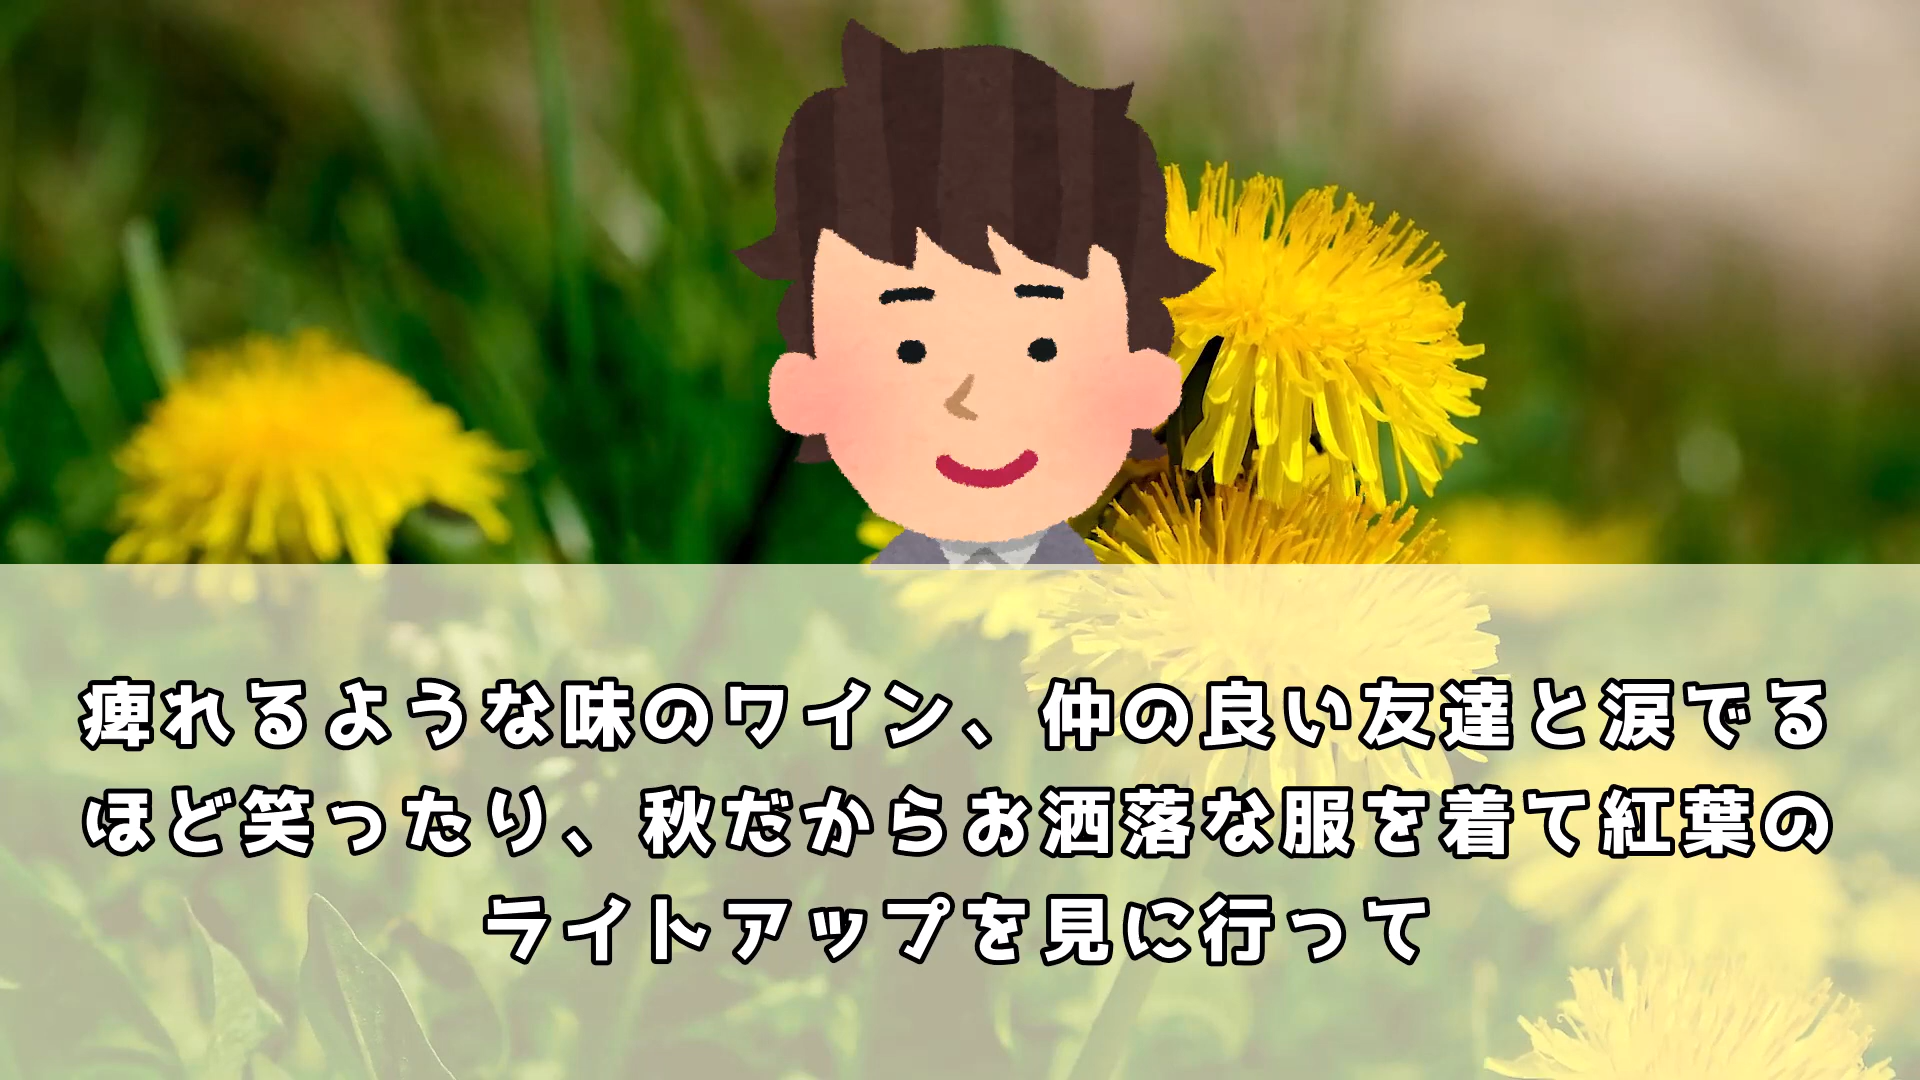 痺れるような味のワイン、仲の良い友達と涙でる
ほど笑ったり、秋だからお洒落な服を着て紅葉の
ライトアップを見に行って